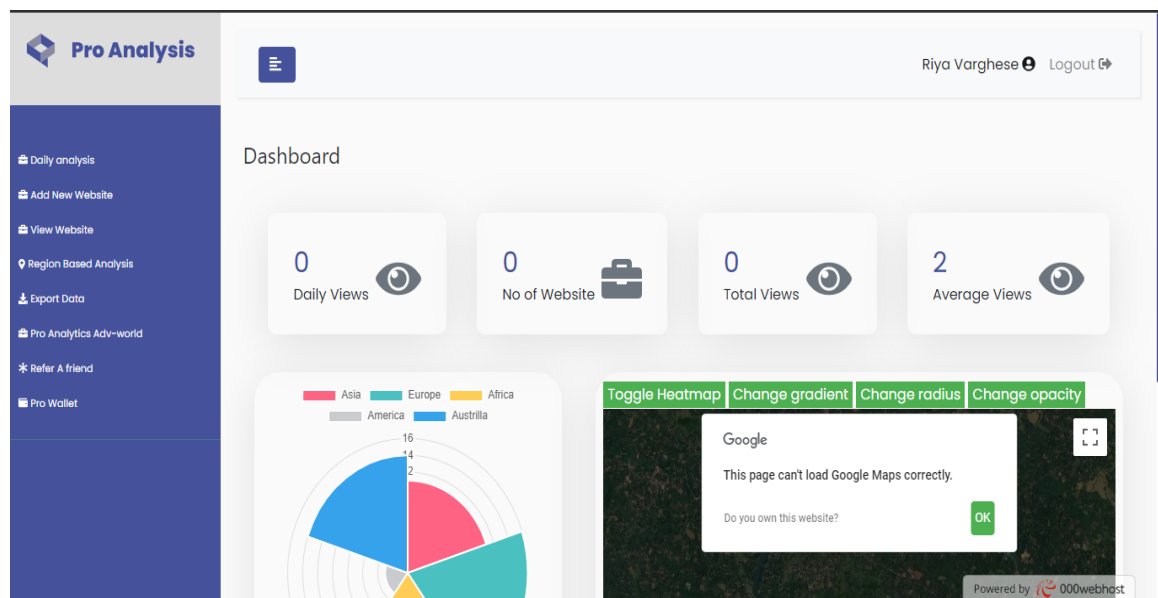 Pro Analysis
Riya Varghese Logout
Daily analysis
Add New Website
View Website
Region Based Analysis
Export Data
Pro Analytics Adv-world
Refer A friend
Pro Wallet
Dashboard
0
Daily Views
0
No of Website
0
Total Views
2
Average Views
Asia Europe Africa
America Austrilla
16
14
2
Toggle Heatmap Change gradient Change radius Change opacity
Google
This page can't load Google Maps correctly.
Do you own this website? OK
Powered by 000webhost